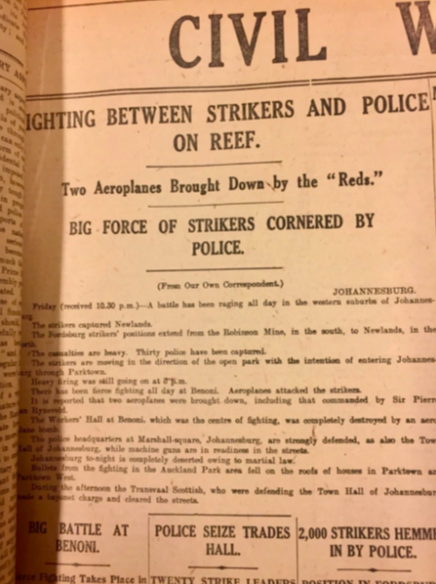 CIVIL W
IGHTING BETWEEN STRIKERS AND POLICE
ON REEF.
Two Aeroplanes Brought Down by the "Reds."
BIG FORCE OF STRIKERS CORNERED BY
POLICE.
(From Our Own Correspondent.)
JOHANNESBURG.
Friday (received 10.30 p.m.)—A battle has been raging all day in the western suburbs of Johannes-
The strikers captured Newlands.
The Fordsburg strikers' positions extend from the Robinson Mine, in the south, to Newlands, in the
The casualties are heavy. Thirty police have been captured.
The strikers are moving in the direction of the open park with the intention of entering Johannes-
through Parktown.
Heavy firing was still going on at p.m.
There has been fierce fighting all day at Benoni. Aeroplanes attacked the strikers.
It is reported that two aeroplanes were brought down, including that commanded by Sir Pierre
The Workers' Hall at Benoni, which was the centre of fighting, was completely destroyed by an
bomb
The police headquarters at Marshall-square, Johannesburg, are strongly defended, as also the
of Johannesburg, while machine guns are in readiness in the streets.
Johannesburg to-night is completely deserted owing to martial law.
Bullets from the fighting in the Auckland Park area fell on the roofs of houses in Parktown
Parktown West.
During the afternoon the Transvaal Scottish, who were defending the Town Hall of Johannesbur
made a bayonet charge and cleared the streets.
BIG BATTLE AT
BENONI.
POLICE SEIZE TRADES
HALL.
2,000 STRIKERS HEMME
IN BY POLICE.
Fighting Takes Place in
TWENTY STRIKE LEADERS
POSITION IN